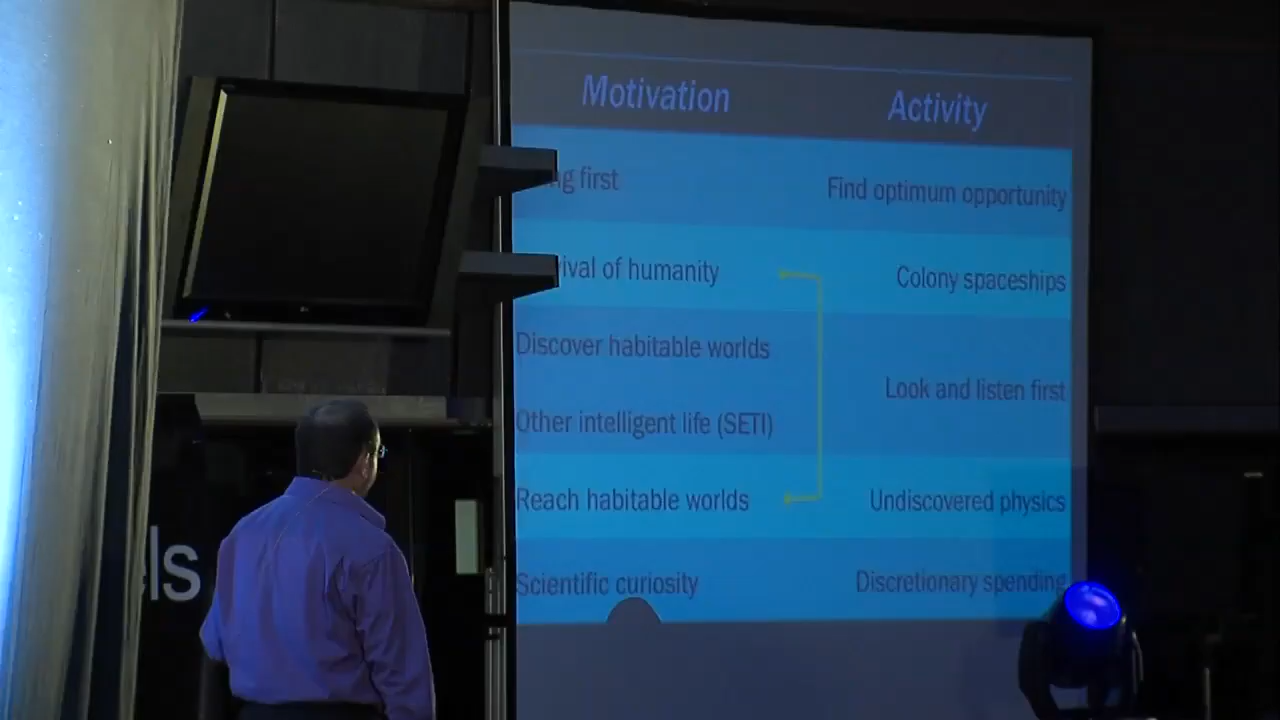 Motivation Activity
first Find optimum opportunity
of humanity Colony spaceships
Discover habitable worlds
Look and listen first
Other intelligent life (SETI)
Reach habitable worlds Undiscovered physics
Scientific curiosity Discretionary spending
ls